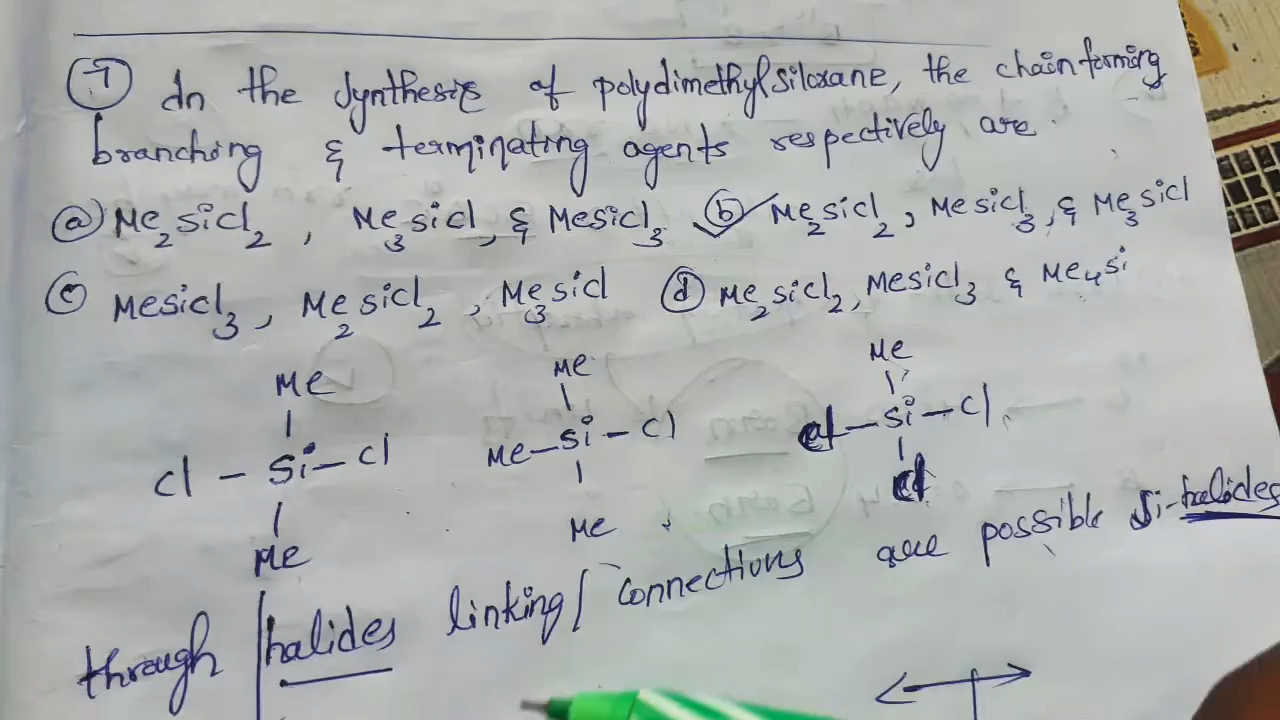 7 In the synthesis of polydimethylsiloxane, the chain forming
branching & terminating agents respectively are
a Me2SiCl2, Me3SiCl, & MeSiCl3 b Me2SiCl2, MeSiCl3, & Me3SiCl
c MeSiCl3, Me2SiCl2, Me3SiCl d Me2SiCl2, MeSiCl3 & Me4Si
Me Me Me
Cl - Si - Cl Me - Si - Cl Cl - Si - Cl
Me Me Cl
through halides linking/connections are possible Si-halides